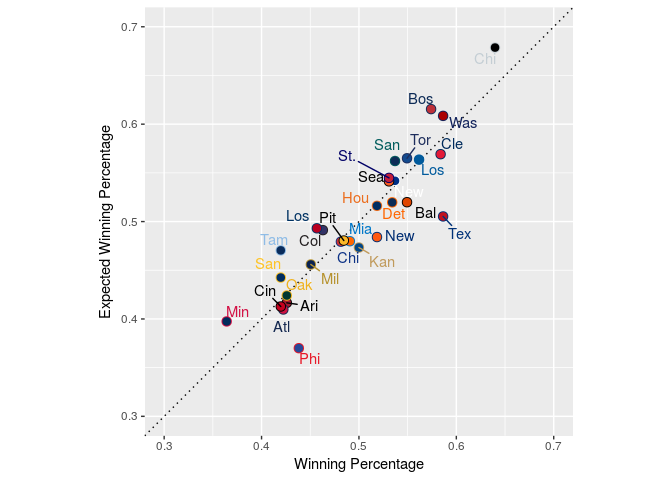 0.7
Chi
Bos
Was
0.6
Tor
San
Cle
St.
Sea
Los
New
Hou
Det
Bal
Los
Pit
0.5
Mia
New
Tex
Tam
Col
Chi
Kan
San
Mil
Oak
Cin
Ari
Min
0.4
Atl
Phi
0.3
0.3
0.4
0.5
0.6
0.7
Winning Percentage
Expected Winning Percentage